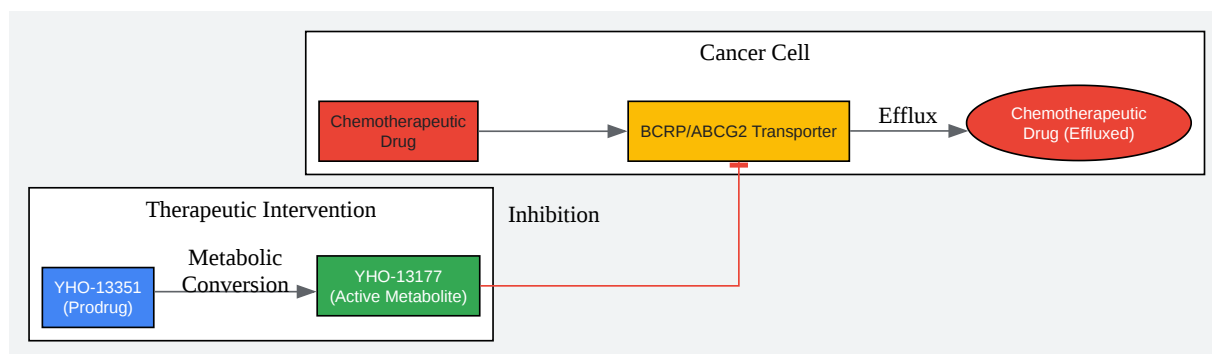 Cancer Cell
Chemotherapeutic
Drug
BCRP/ABCG2 Transporter
Efflux
Chemotherapeutic
Drug (Effluxed)
Therapeutic Intervention
Inhibition
Metabolic
Conversion
YHO-13351
(Prodrug)
YHO-13177
(Active Metabolite)